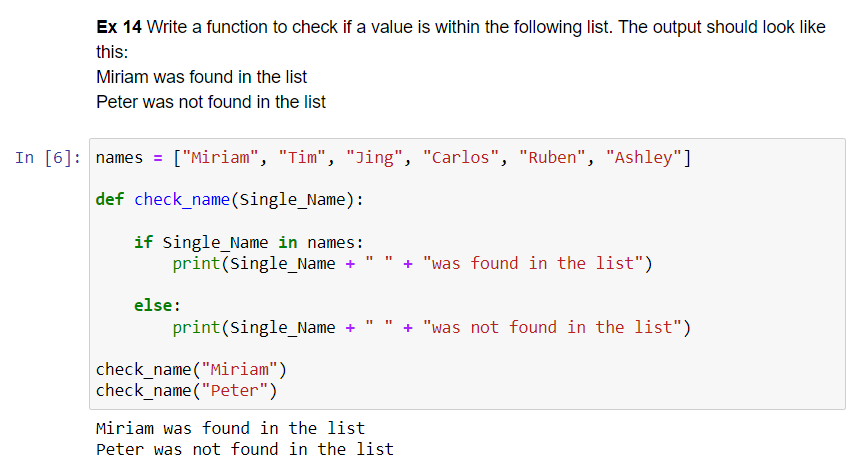 Ex 14 Write a function to check if a value is within the following list. The output should look like
this:
Miriam was found in the list
Peter was not found in the list
In [6]: names = ["Miriam", "Tim", "Jing", "Carlos", "Ruben", "Ashley"]
def check_name(Single_Name):
if Single_Name in names:
print(Single_Name + " " + "was found in the list")
else:
print(Single_Name + " " + "was not found in the list")
check_name("Miriam")
check_name("Peter")
Miriam was found in the list
Peter was not found in the list